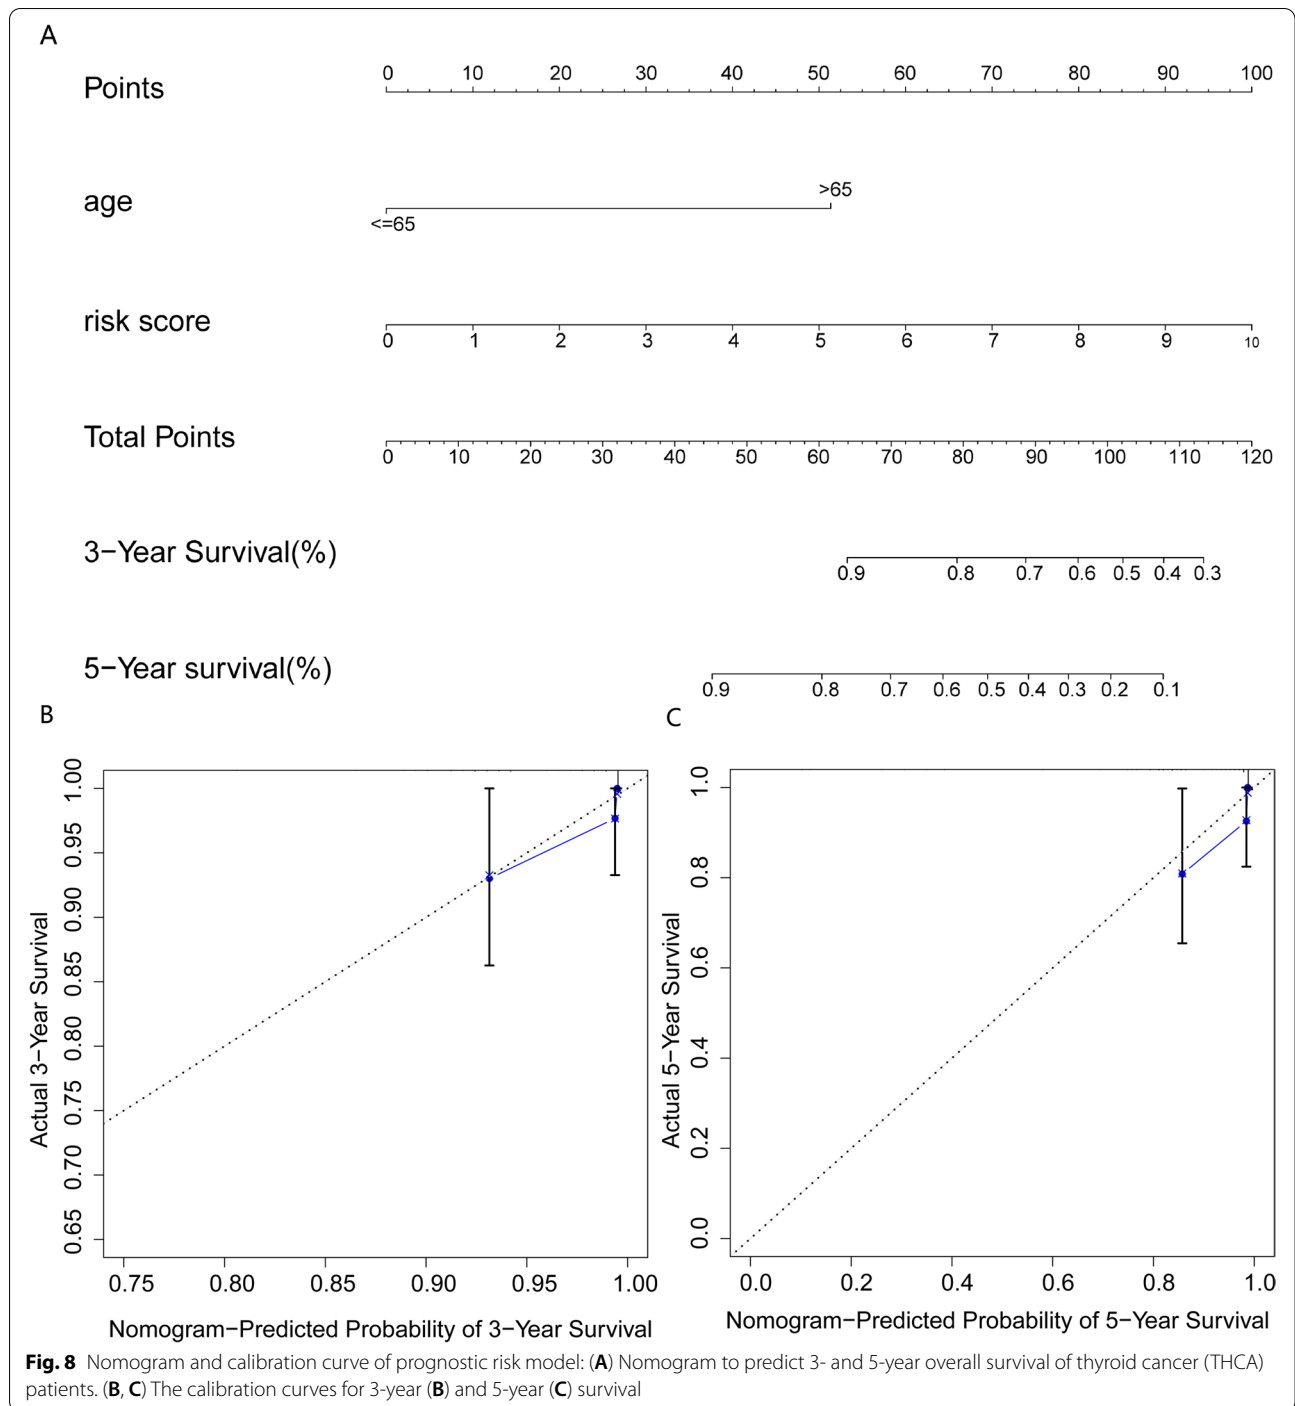 A
Points
0 10 20 30 40 50 60 70 80 90 100
age
>65
<=65
risk score
0 1 2 3 4 5 6 7 8 9 10
Total Points
0 10 20 30 40 50 60 70 80 90 100 110 120
3−Year Survival(%)
0.9 0.8 0.7 0.6 0.5 0.4 0.3
5−Year survival(%)
0.9 0.8 0.7 0.6 0.5 0.4 0.3 0.2 0.1
B
Actual 3−Year Survival
1.00
0.95
0.90
0.85
0.80
0.75
0.70
0.65
0.75 0.80 0.85 0.90 0.95 1.00
Nomogram−Predicted Probability of 3−Year Survival
C
Actual 5−Year Survival
1.0
0.8
0.6
0.4
0.2
0.0
0.0 0.2 0.4 0.6 0.8 1.0
Nomogram−Predicted Probability of 5−Year Survival
Fig. 8 Nomogram and calibration curve of prognostic risk model: (A) Nomogram to predict 3- and 5-year overall survival of thyroid cancer (THCA)
patients. (B, C) The calibration curves for 3-year (B) and 5-year (C) survival